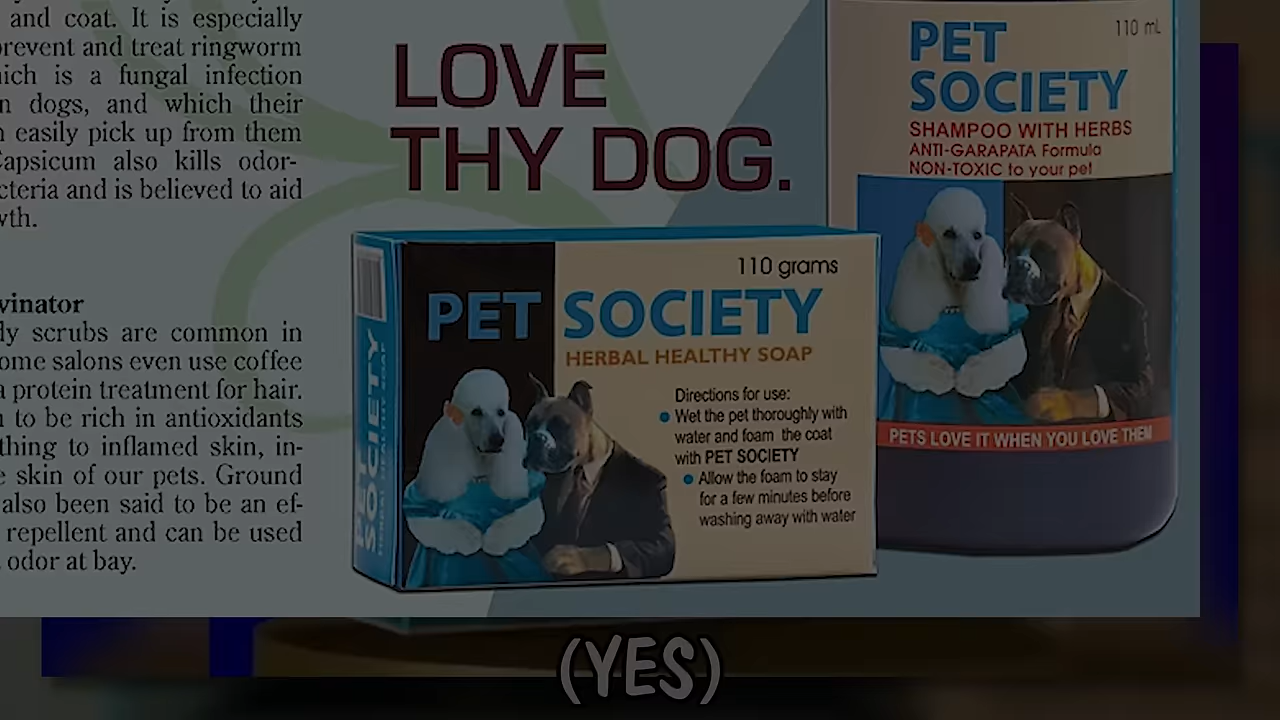 and coat. It is especially
prevent and treat ringworm
which is a fungal infection
in dogs, and which their
easily pick up from them
Capsicum also kills odor-
bacteria and is believed to aid
LOVE
THY DOG.
110 mL
PET
SOCIETY
SHAMPOO WITH HERBS
ANTI-GARAPATA Formula
NON-TOXIC to your pet
PETS LOVE IT WHEN YOU LOVE THEM
110 grams
PET SOCIETY
HERBAL HEALTHY SOAP
Directions for use:
Wet the pet thoroughly with
water and foam the coat
with PET SOCIETY
Allow the foam to stay
for a few minutes before
washing away with water
PET
SOCIETY
HERBAL HEALTHY SOAP
scrubs are common in
some salons even use coffee
a protein treatment for hair.
to be rich in antioxidants
to inflamed skin, in-
skin of our pets. Ground
also been said to be an ef-
repellent and can be used
odor at bay.
(YES)